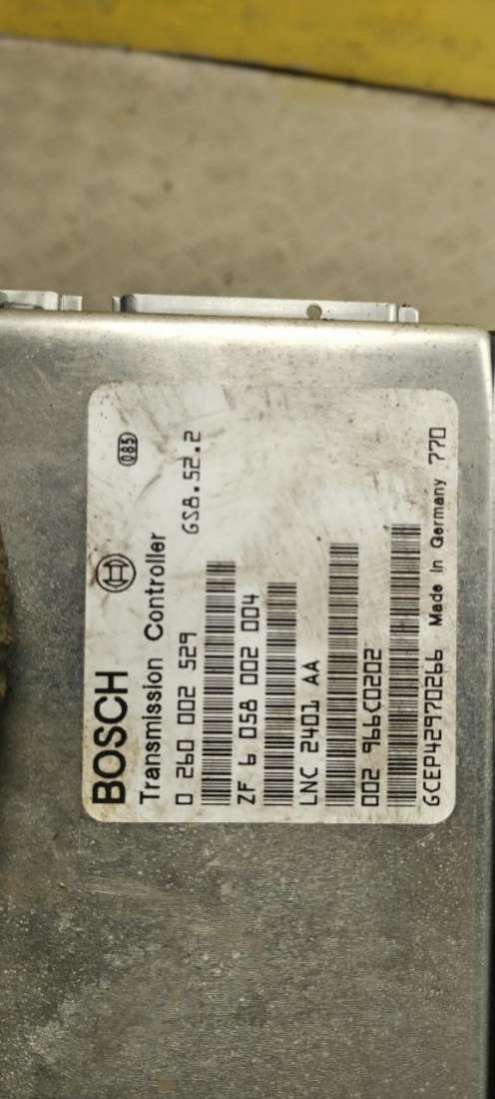 BOSCH
085
Transmission Controller
0 260 002 529
GS8.52.2
ZF 6 058 002 004
LNC 2401 AA
002 966C0202
GCEP42970266 Made In Germany 770